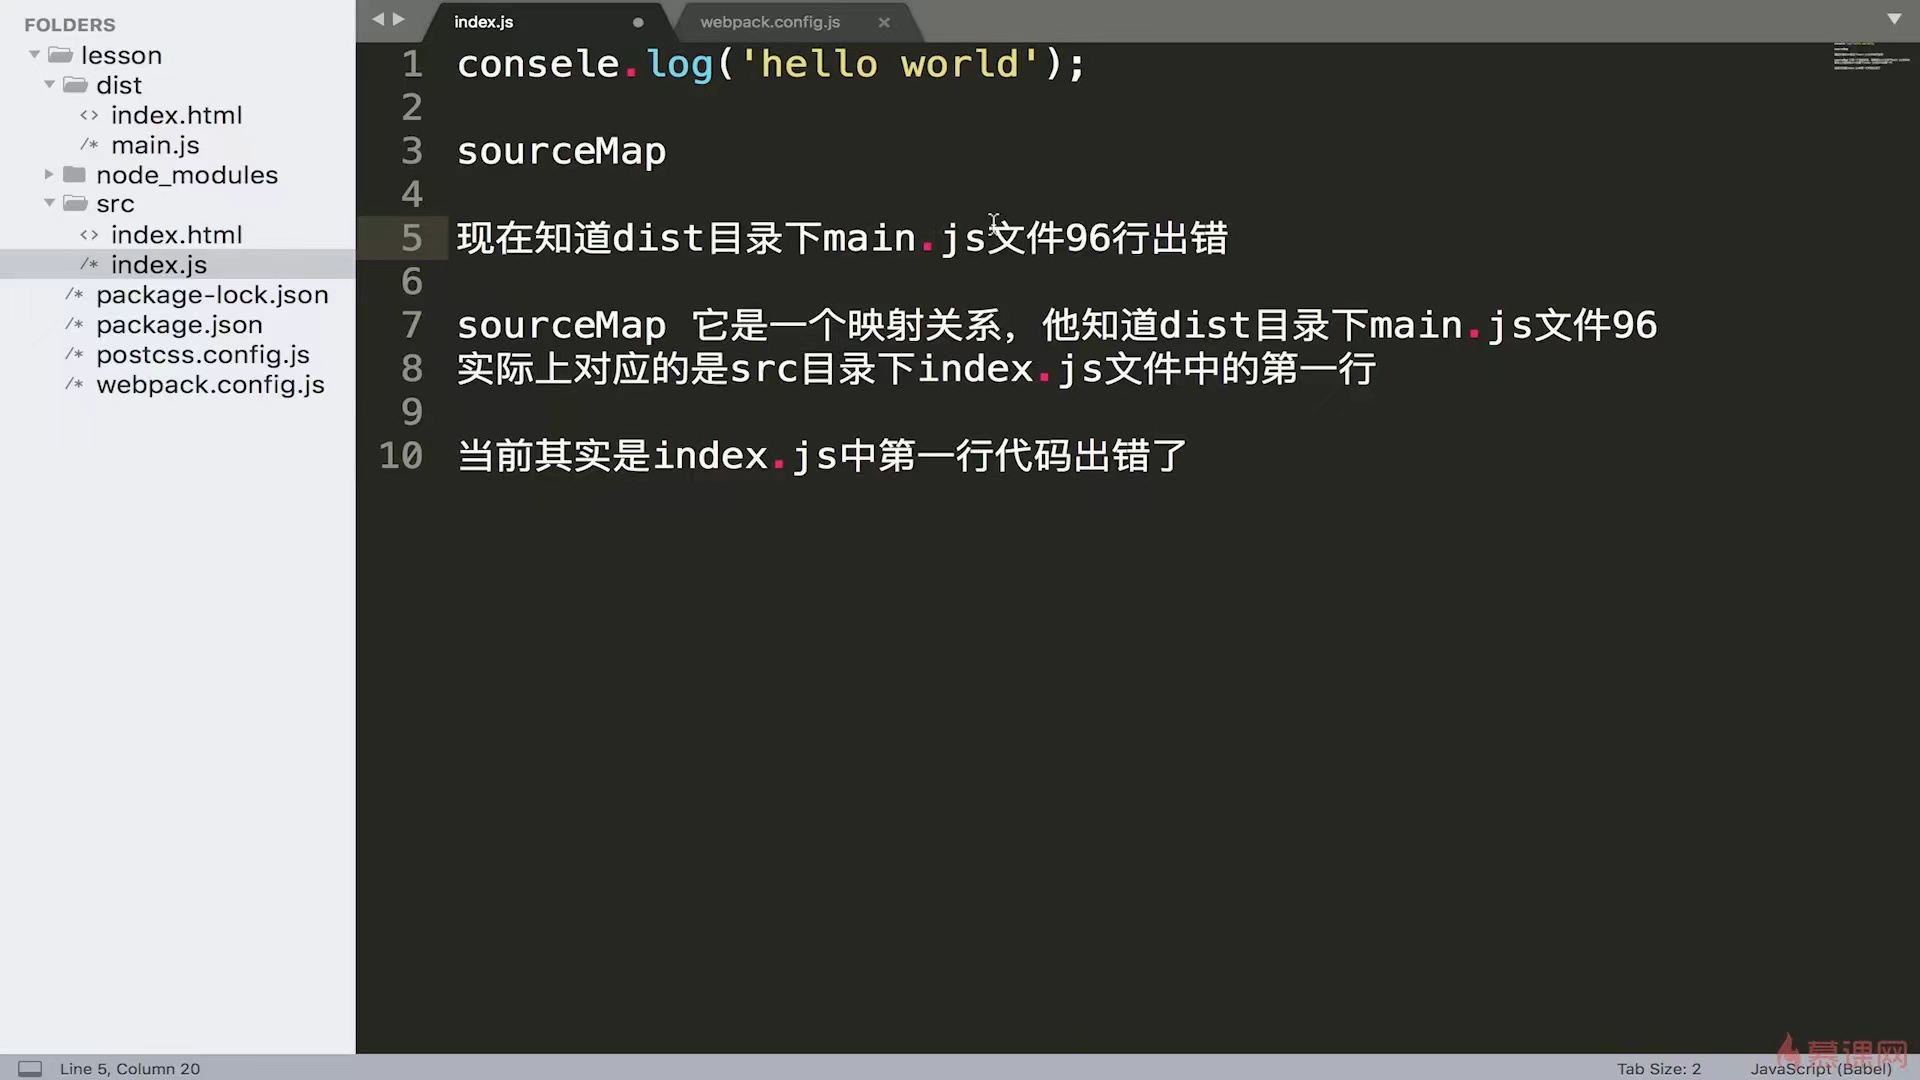 FOLDERS
lesson
dist
<> index.html
/* main.js
node_modules
src
<> index.html
/* index.js
/* package-lock.json
/* package.json
/* postcss.config.js
/* webpack.config.js
index.js
webpack.config.js ×
1 consele.log('hello world');
2
3 sourceMap
4
5 现在知道dist目录下main.js文件96行出错
6
7 sourceMap 它是一个映射关系，他知道dist目录下main.js文件96
8 实际上对应的是src目录下index.js文件中的第一行
9
10 当前其实是index.js中第一行代码出错了
Line 5, Column 20
Tab Size: 2
JavaScript (Babel)
慕课网